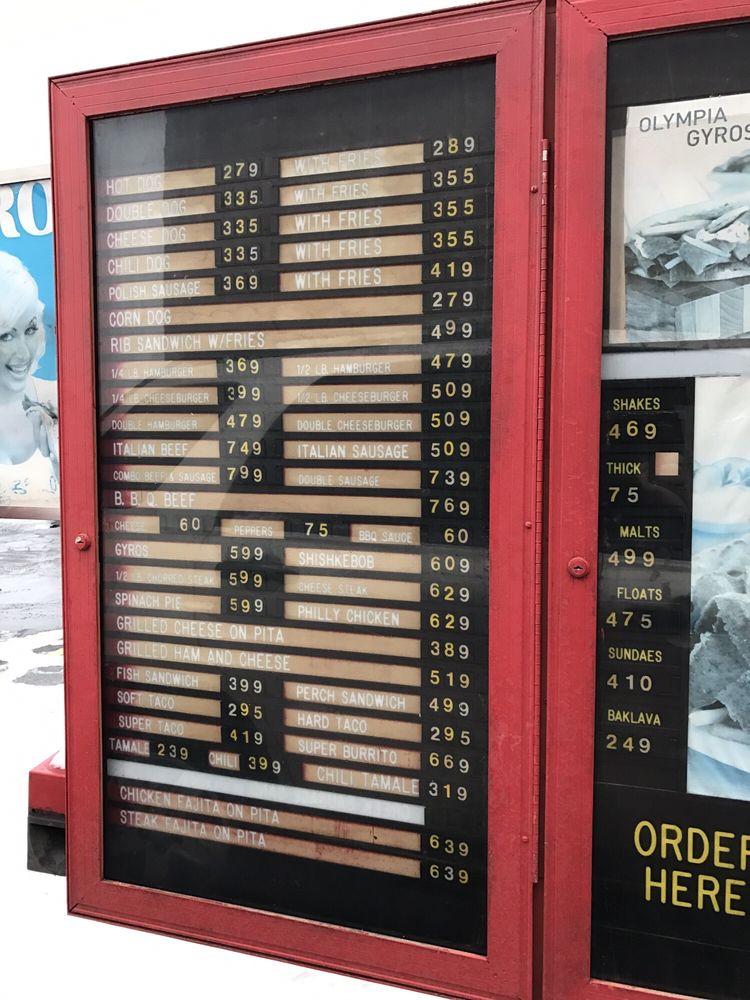 HOT DOG 279 WITH FRIES 289
DOUBLE DOG 335 WITH FRIES 355
CHEESE DOG 335 WITH FRIES 355
CHILI DOG 335 WITH FRIES 355
POLISH SAUSAGE 369 WITH FRIES 419
CORN DOG 279
RIB SANDWICH W/FRIES 499
1/4 LB HAMBURGER 369 1/2 LB HAMBURGER 479
1/4 LB CHEESEBURGER 399 1/2 LB CHEESEBURGER 509
DOUBLE HAMBURGER 479 DOUBLE CHEESEBURGER 509
ITALIAN BEEF 749 ITALIAN SAUSAGE 509
COMBO BEEF & SAUSAGE 799 DOUBLE SAUSAGE 739
B. B. Q. BEEF 769
CHEESE 60 PEPPERS 75 BBQ SAUCE 60
GYROS 599 SHISHKEBOB 609
1/2 LB CHOPPED STEAK 599 CHEESE STEAK 629
SPINACH PIE 599 PHILLY CHICKEN 629
GRILLED CHEESE ON PITA 389
GRILLED HAM AND CHEESE 519
FISH SANDWICH 399 PERCH SANDWICH 499
SOFT TACO 295 HARD TACO 295
SUPER TACO 419 SUPER BURRITO 669
TAMALE 239 CHILI 399 CHILI TAMALE 319
CHICKEN FAJITA ON PITA 639
STEAK FAJITA ON PITA 639
OLYMPIA
GYROS
SHAKES
469
THICK
75
MALTS
499
FLOATS
475
SUNDAES
410
BAKLAVA
249
ORDER
HERE
RO